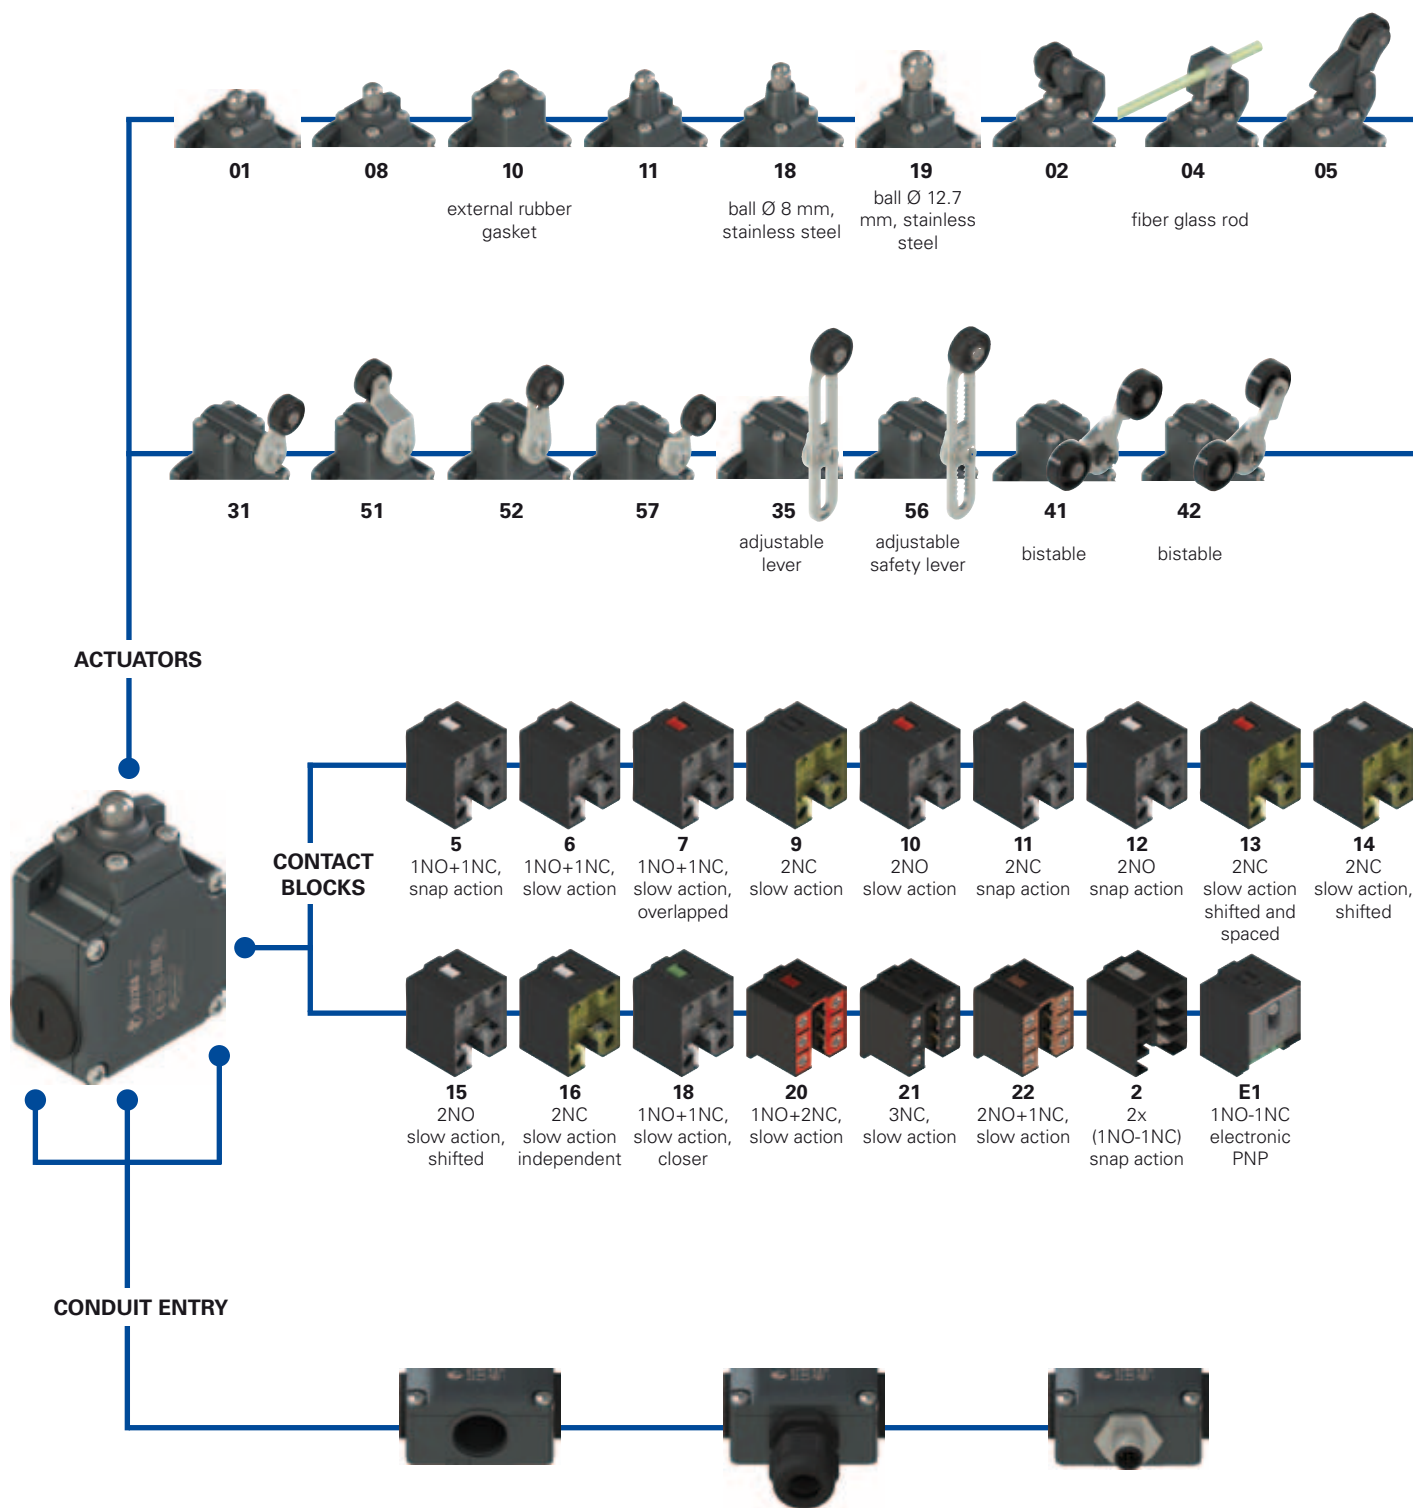 01
08
10
11
18
19
02
04
05
external rubber
gasket
ball Ø 8 mm,
stainless steel
ball Ø 12.7
mm, stainless
steel
fiber glass rod
31
51
52
57
35
56
41
42
adjustable
lever
adjustable
safety lever
bistable
bistable
ACTUATORS
CONTACT
BLOCKS
5
1NO+1NC,
snap action
6
1NO+1NC,
slow action
7
1NO+1NC,
slow action,
overlapped
9
2NC
slow action
10
2NO
slow action
11
2NC
snap action
12
2NO
snap action
13
2NC
slow action
shifted and
spaced
14
2NC
slow action,
shifted
15
2NO
slow action,
shifted
16
2NC
slow action
independent
18
1NO+1NC,
slow action,
closer
20
1NO+2NC,
slow action
21
3NC,
slow action
22
2NO+1NC,
slow action
2
2x
(1NO-1NC)
snap action
E1
1NO-1NC
electronic
PNP
CONDUIT ENTRY